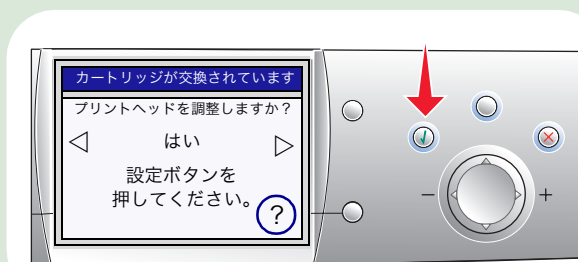 カートリッジが交換されています
プリントヘッドを調整しますか？
はい
設定ボタンを
押してください。
?
− +